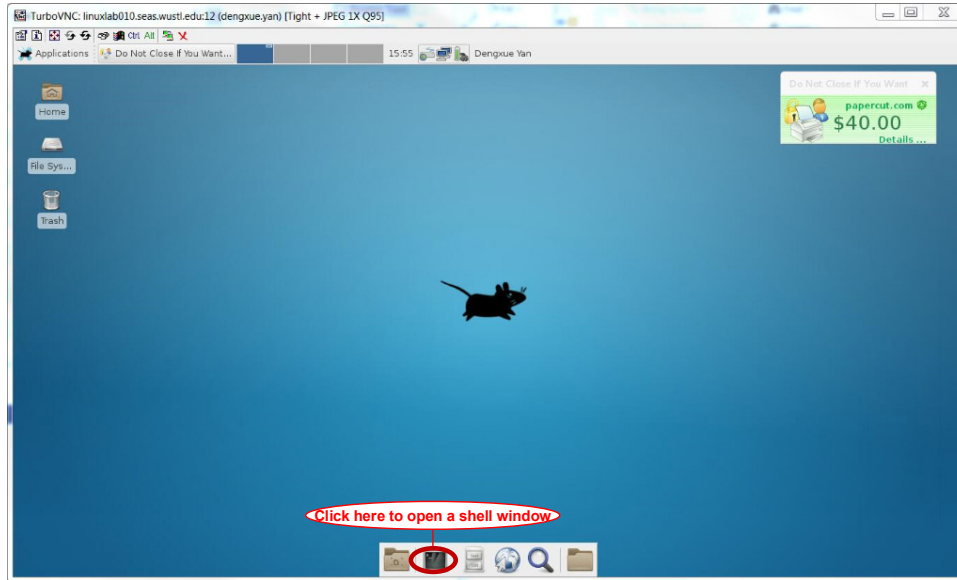 TurboVNC: linuxlab010.seas.wustl.edu:12 (dengxue.yan) [Tight + JPEG 1X Q95]
Ctrl Alt
Applications Do Not Close If You Want... 15:55 Dengxue Yan
Do Not Close If You Want
Home
papercut.com
$40.00
Details ...
File Sys...
Trash
Click here to open a shell window